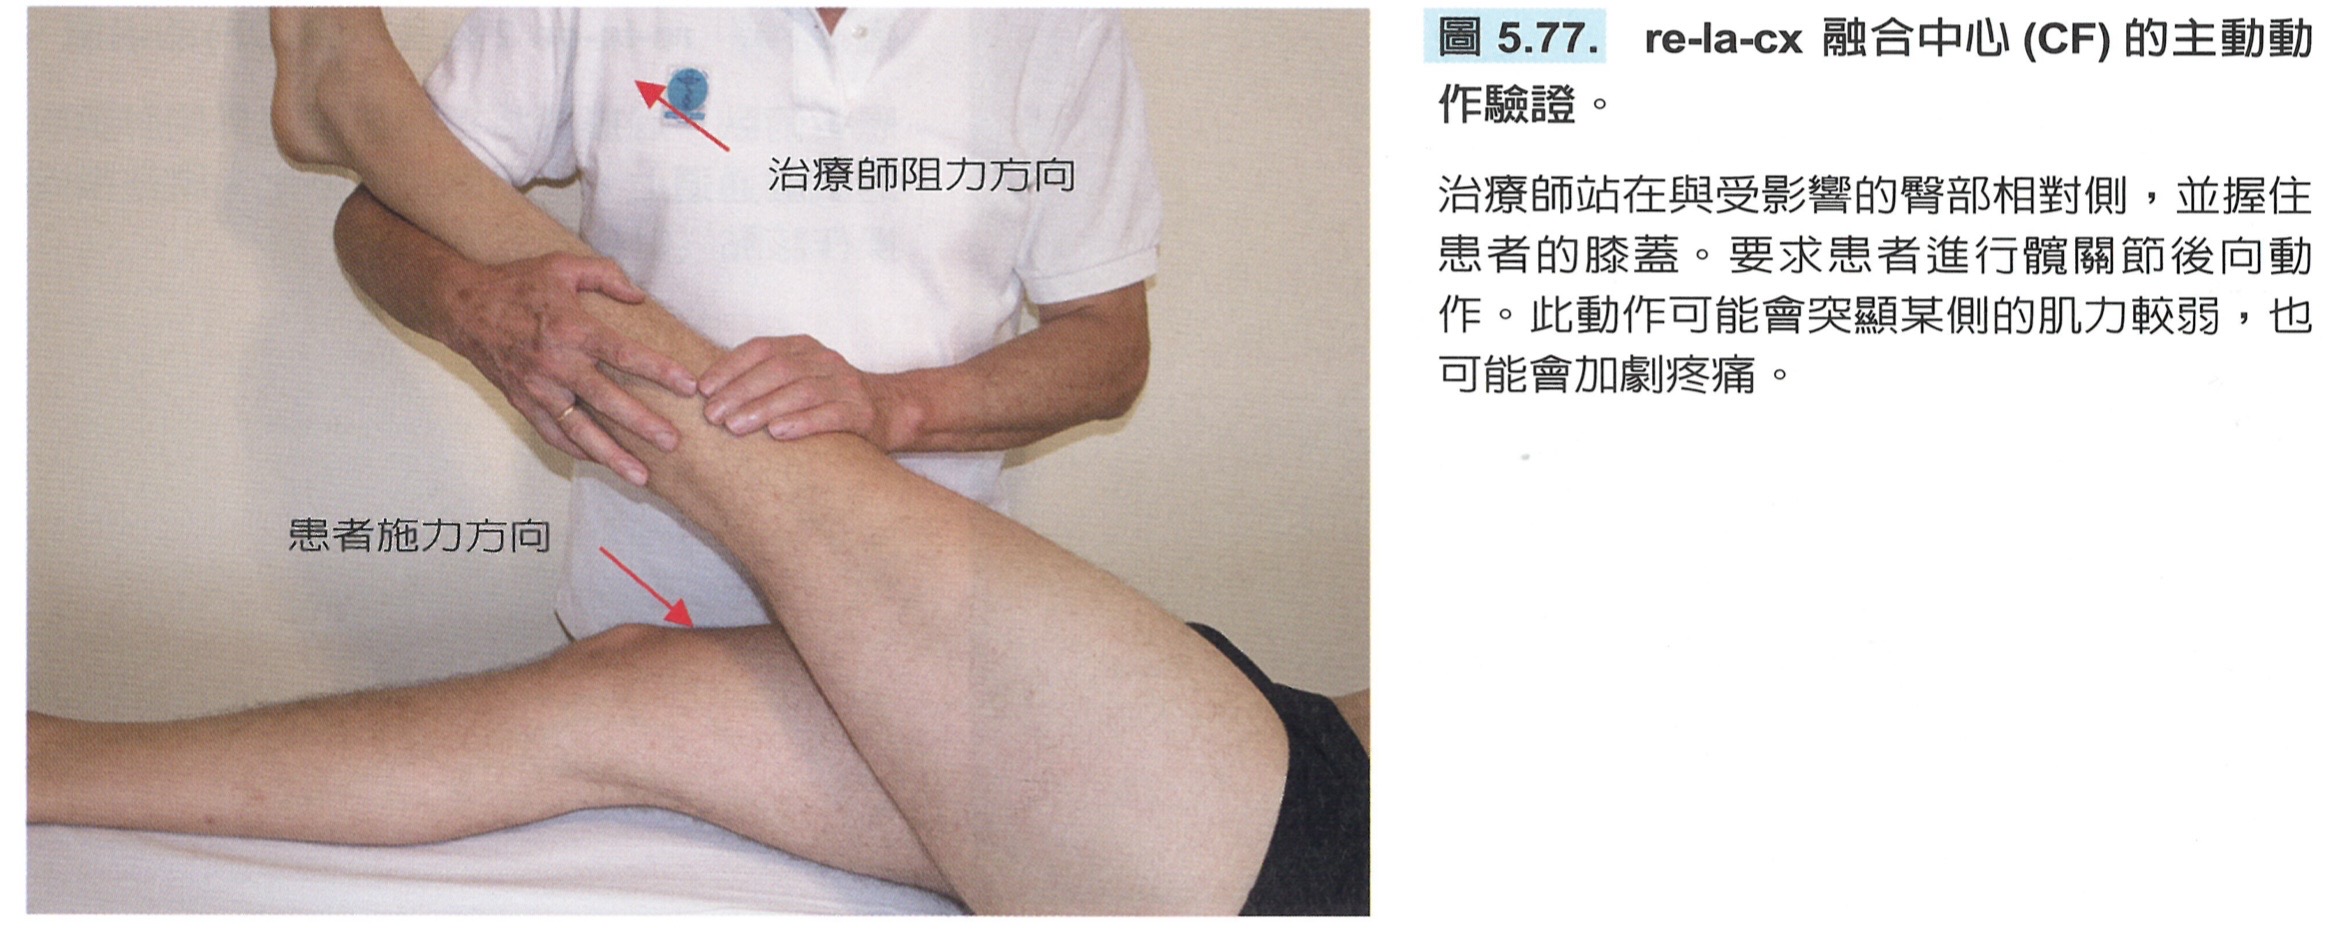 治療師阻力方向
患者施力方向
圖 5.77. re-la-cx 融合中心 (CF) 的主動動
作驗證。
治療師站在與受影響的臀部相對側，並握住
患者的膝蓋。要求患者進行髖關節後向動
作。此動作可能會突顯某側的肌力較弱，也
可能會加劇疼痛。